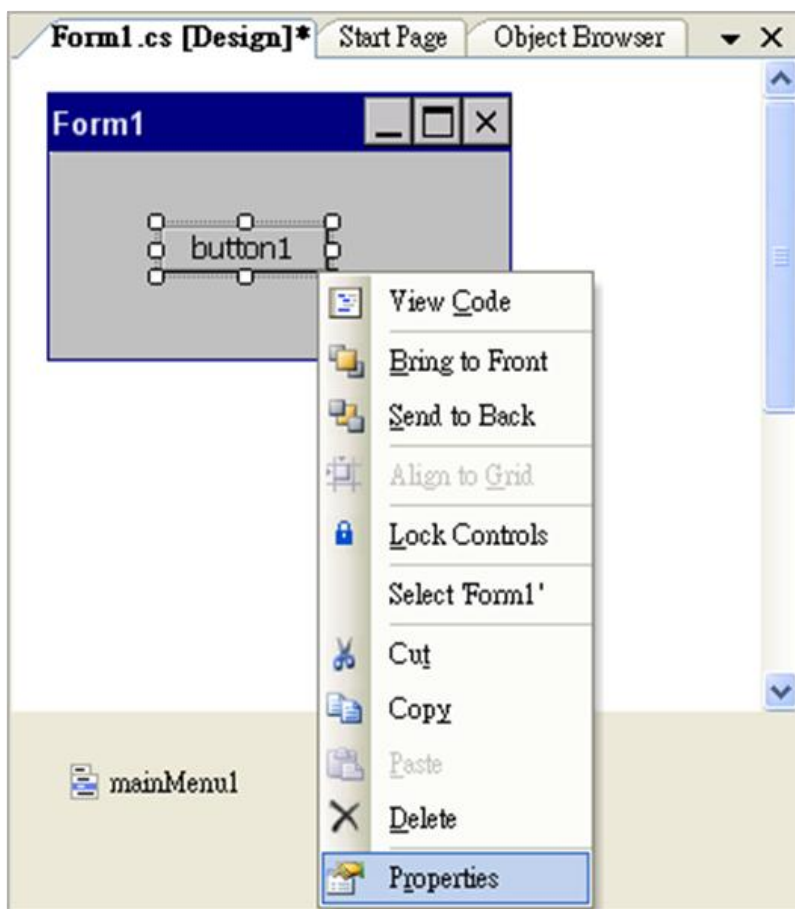 Form1.cs [Design]* Start Page Object Browser
Form1
button1
View Code
Bring to Front
Send to Back
Align to Grid
Lock Controls
Select 'Form1'
Cut
Copy
Paste
Delete
Properties
mainMenu1